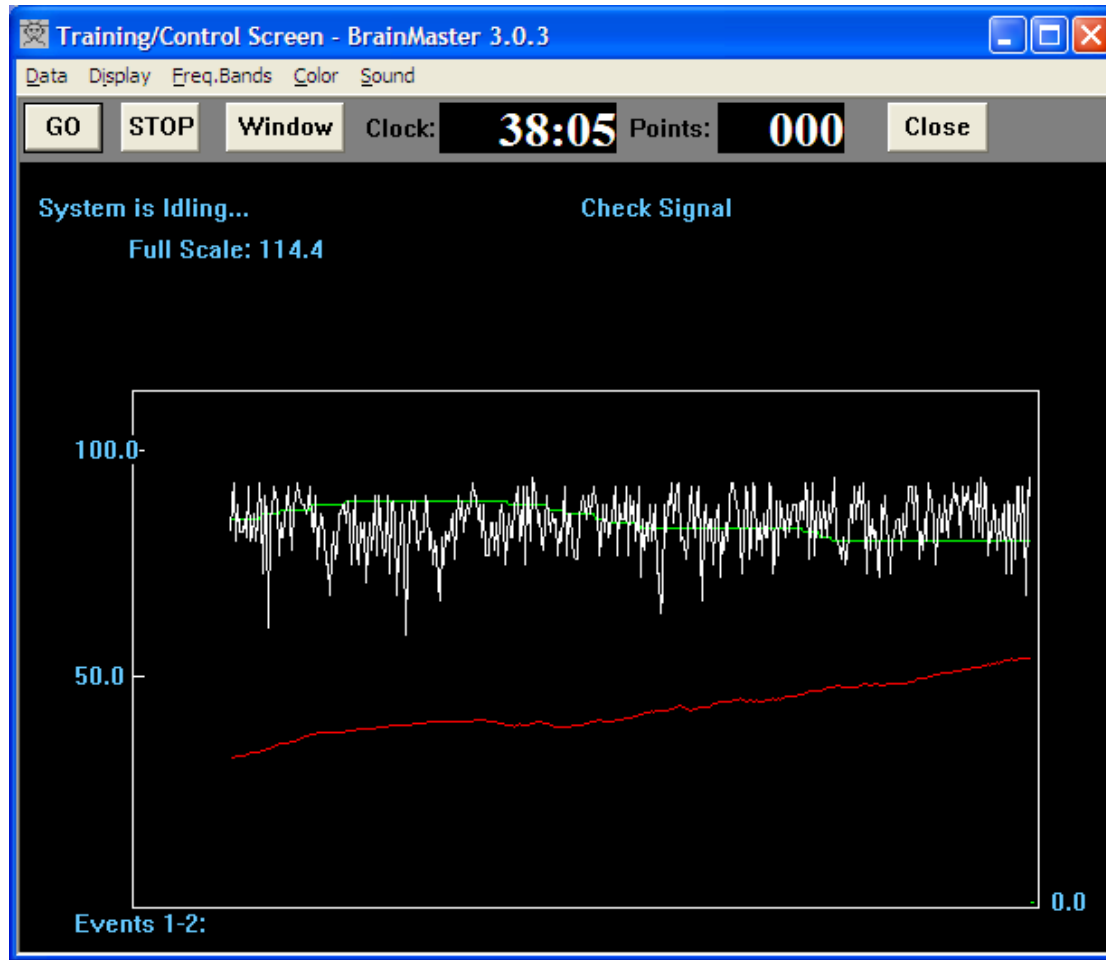 Training/Control Screen - BrainMaster 3.0.3
Data Display Freq.Bands Color Sound
GO STOP Window Clock: 38:05 Points: 000 Close
System is Idling... Check Signal
Full Scale: 114.4
100.0-
50.0
0.0
Events 1-2: